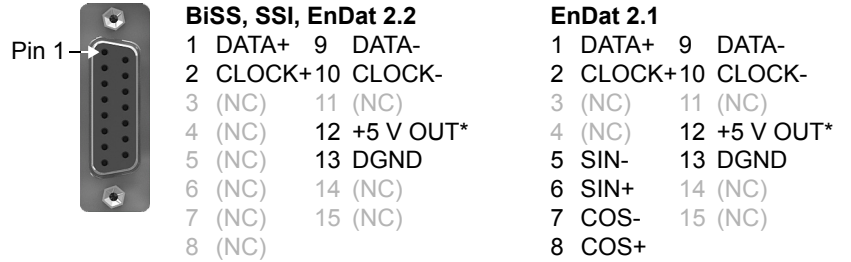 BiSS, SSI, EnDat 2.2
Pin 1
1 DATA+ 9 DATA-
2 CLOCK+ 10 CLOCK-
3 (NC) 11 (NC)
4 (NC) 12 +5 V OUT*
5 (NC) 13 DGND
6 (NC) 14 (NC)
7 (NC) 15 (NC)
8 (NC)
EnDat 2.1
1 DATA+ 9 DATA-
2 CLOCK+ 10 CLOCK-
3 (NC) 11 (NC)
4 (NC) 12 +5 V OUT*
5 SIN- 13 DGND
6 SIN+ 14 (NC)
7 COS- 15 (NC)
8 COS+